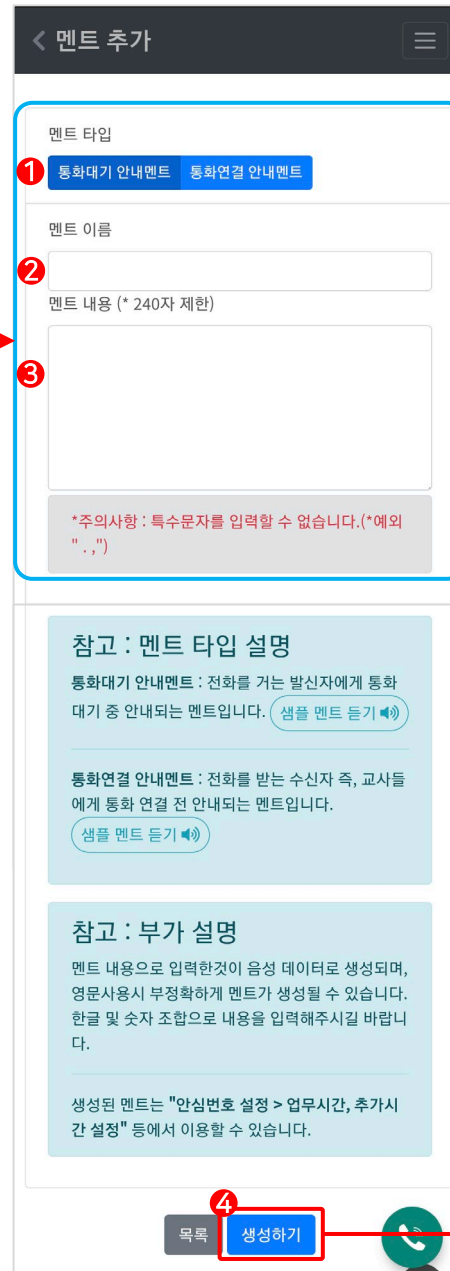 멘트 추가
멘트 타입
1 통화대기 안내멘트 통화연결 안내멘트
멘트 이름
2
멘트 내용 (* 240자 제한)
3
*주의사항 : 특수문자를 입력할 수 없습니다.(*예외
" . ,")
참고 : 멘트 타입 설명
통화대기 안내멘트 : 전화를 거는 발신자에게 통화
대기 중 안내되는 멘트입니다. 샘플 멘트 듣기
통화연결 안내멘트 : 전화를 받는 수신자 즉, 교사들
에게 통화 연결 전 안내되는 멘트입니다.
샘플 멘트 듣기
참고 : 부가 설명
멘트 내용으로 입력한것이 음성 데이터로 생성되며,
영문사용시 부정확하게 멘트가 생성될 수 있습니다.
한글 및 숫자 조합으로 내용을 입력해주시길 바랍니
다.
생성된 멘트는 "안심번호 설정 > 업무시간, 추가시
간 설정" 등에서 이용할 수 있습니다.
4
목록 생성하기